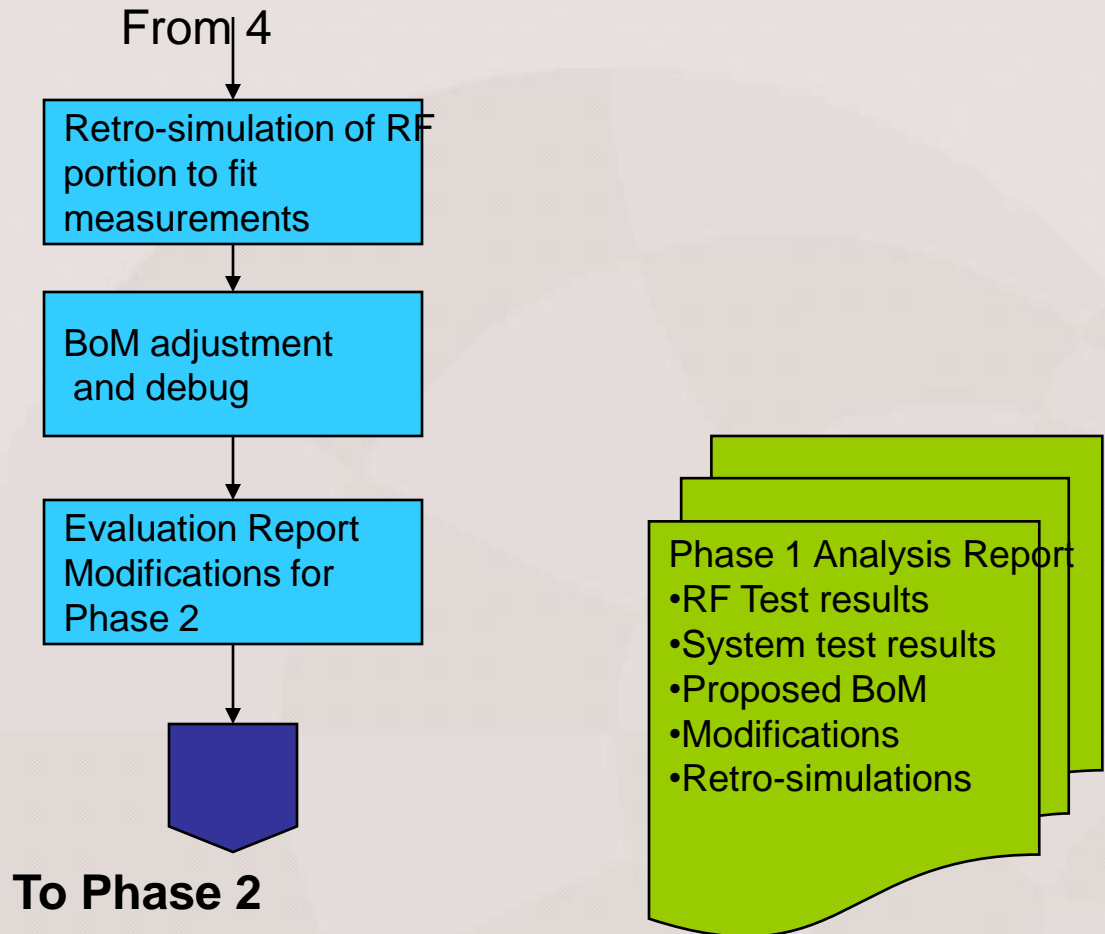 From 4
Retro-simulation of RF
portion to fit
measurements
BoM adjustment
and debug
Evaluation Report
Modifications for
Phase 2
To Phase 2
Phase 1 Analysis Report
•RF Test results
•System test results
•Proposed BoM
•Modifications
•Retro-simulations